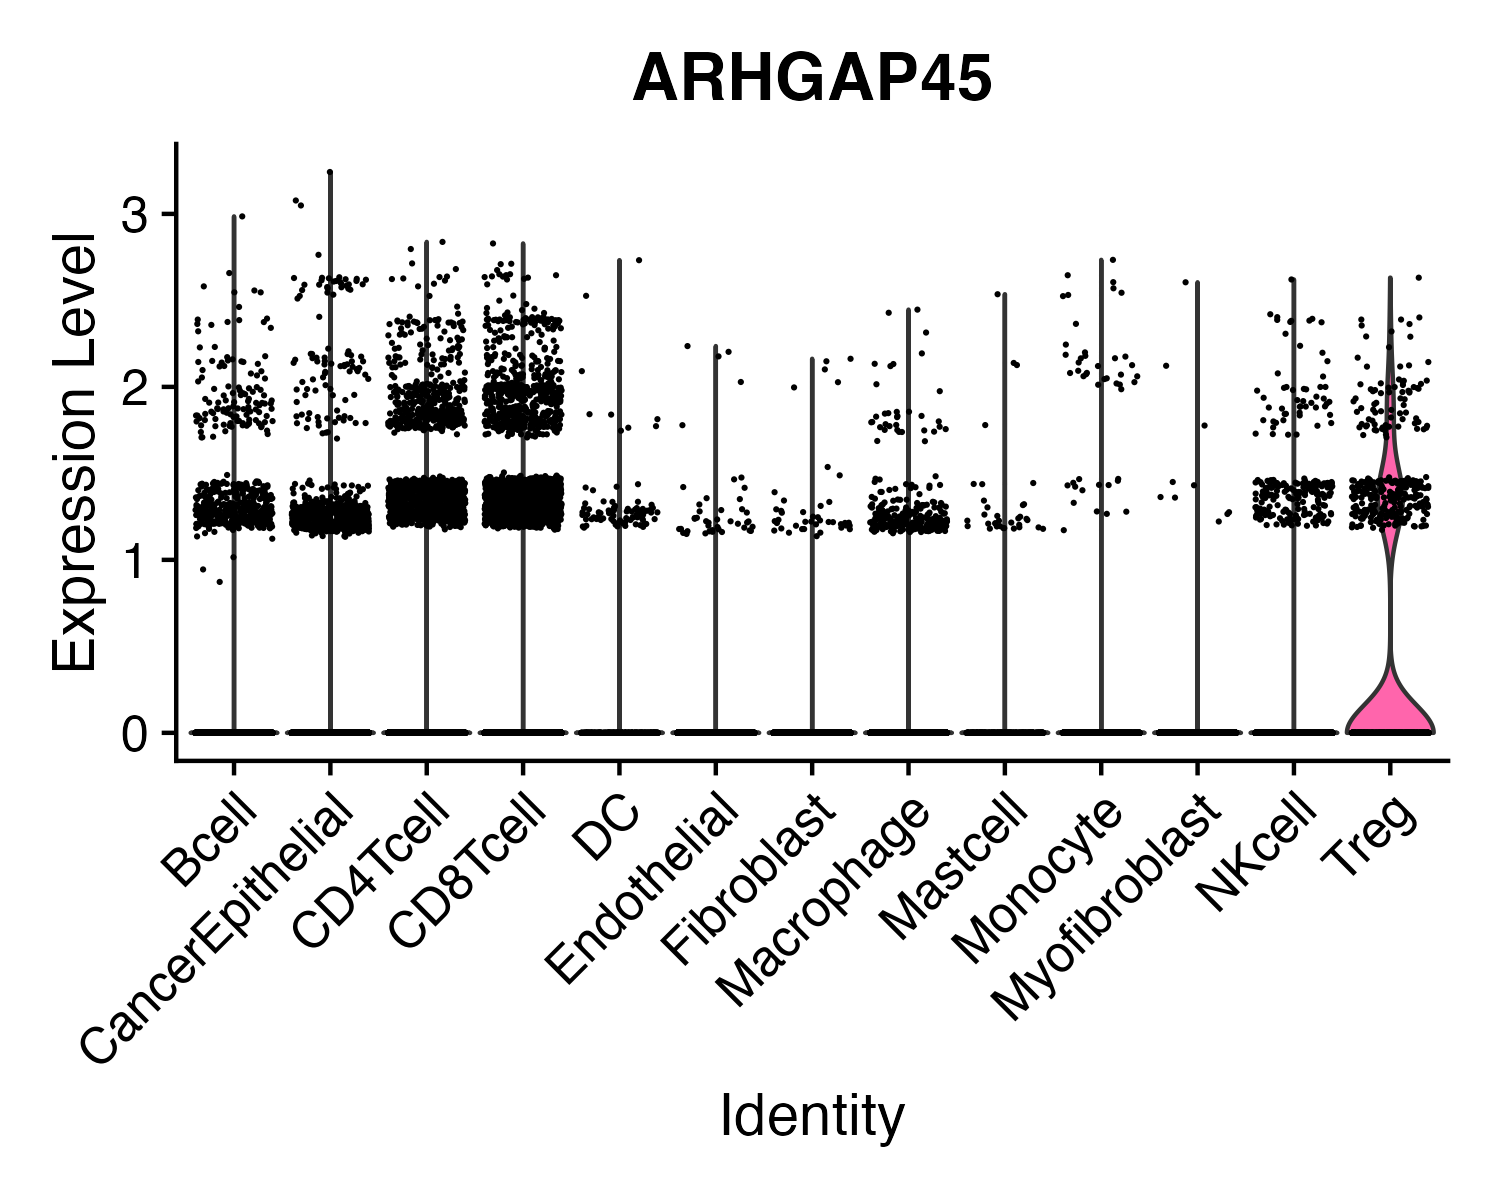 ARHGAP45
Expression Level
3
2
1
0
Bcell
CancerEpithelial
CD4Tcell
CD8Tcell
DC
Endothelial
Fibroblast
Macrophage
Mastcell
Monocyte
Myofibroblast
NKcell
Treg
Identity